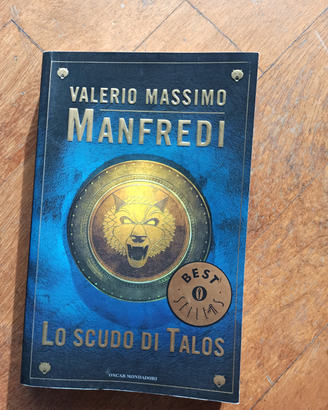 VALERIO MASSIMO
MANFREDI
BEST
SELLERS
LO SCUDO DI TALOS
OSCAR MONDADORI